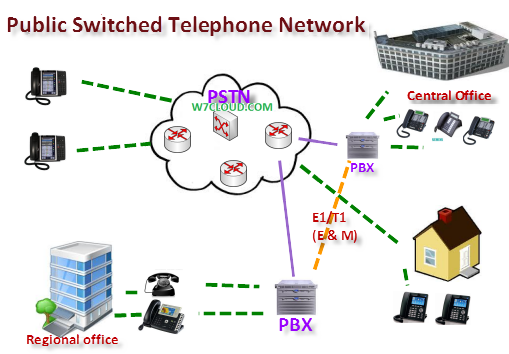 Public Switched Telephone Network
PSTN
W7CLOUD.COM
Central Office
PBX
E1/T1
(E & M)
PBX
Regional office